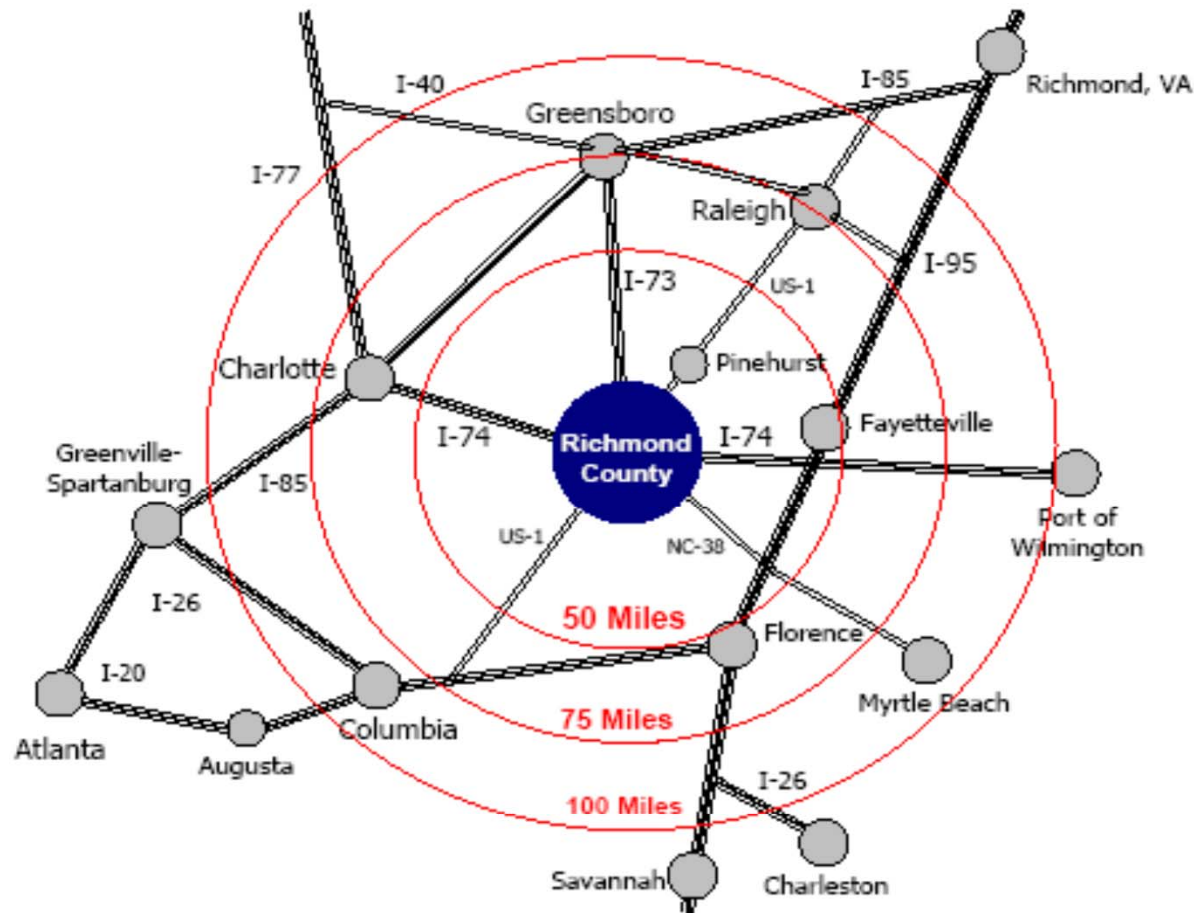 I-40
I-85
Greensboro
Richmond, VA
I-77
Raleigh
I-95
I-73
US-1
Charlotte
Pinehurst
Fayetteville
I-74
Richmond
County
I-74
Greenville-
Spartanburg
I-85
US-1
NC-38
Port of
Wilmington
I-26
50 Miles
Florence
I-20
Myrtle Beach
Columbia
75 Miles
Atlanta
Augusta
100 Miles
I-26
Savannah
Charleston